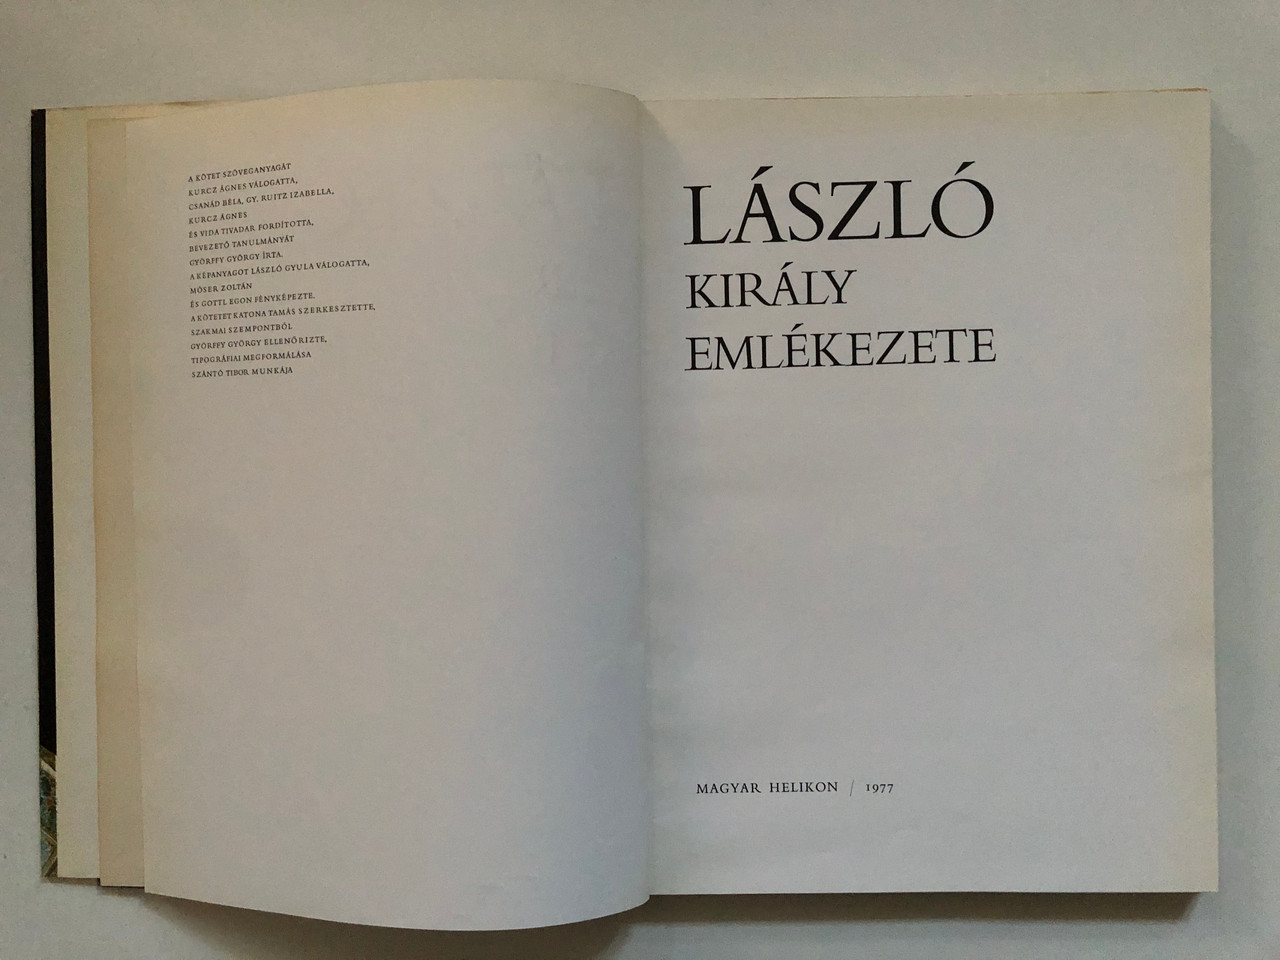 A KÖTET SZÖVEGANYAGÁT
KURCZ ÁGNES VÁLOGATTA,
CSANÁD BÉLA, GY. RUITZ IZABELLA,
KURCZ ÁGNES
ÉS VIDA TIVADAR FORDÍTOTTA,
BEVEZETŐ TANULMÁNYÁT
GYÖRFFY GYÖRGY ÍRTA.
A KÉPANYAGOT LÁSZLÓ GYULA VÁLOGATTA,
MÓSER ZOLTÁN
ÉS GOTTL EGON FÉNYKÉPEZTE.
A KÖTETET KATONA TAMÁS SZERKESZTETTE,
SZAKMAI SZEMPONTBÓL
GYÖRFFY GYÖRGY ELLENŐRIZTE,
TIPOGRÁFIAI MEGFORMÁLÁSA
SZÁNTÓ TIBOR MUNKÁJA
LÁSZLÓ
KIRÁLY
EMLÉKEZETE
MAGYAR HELIKON / 1977